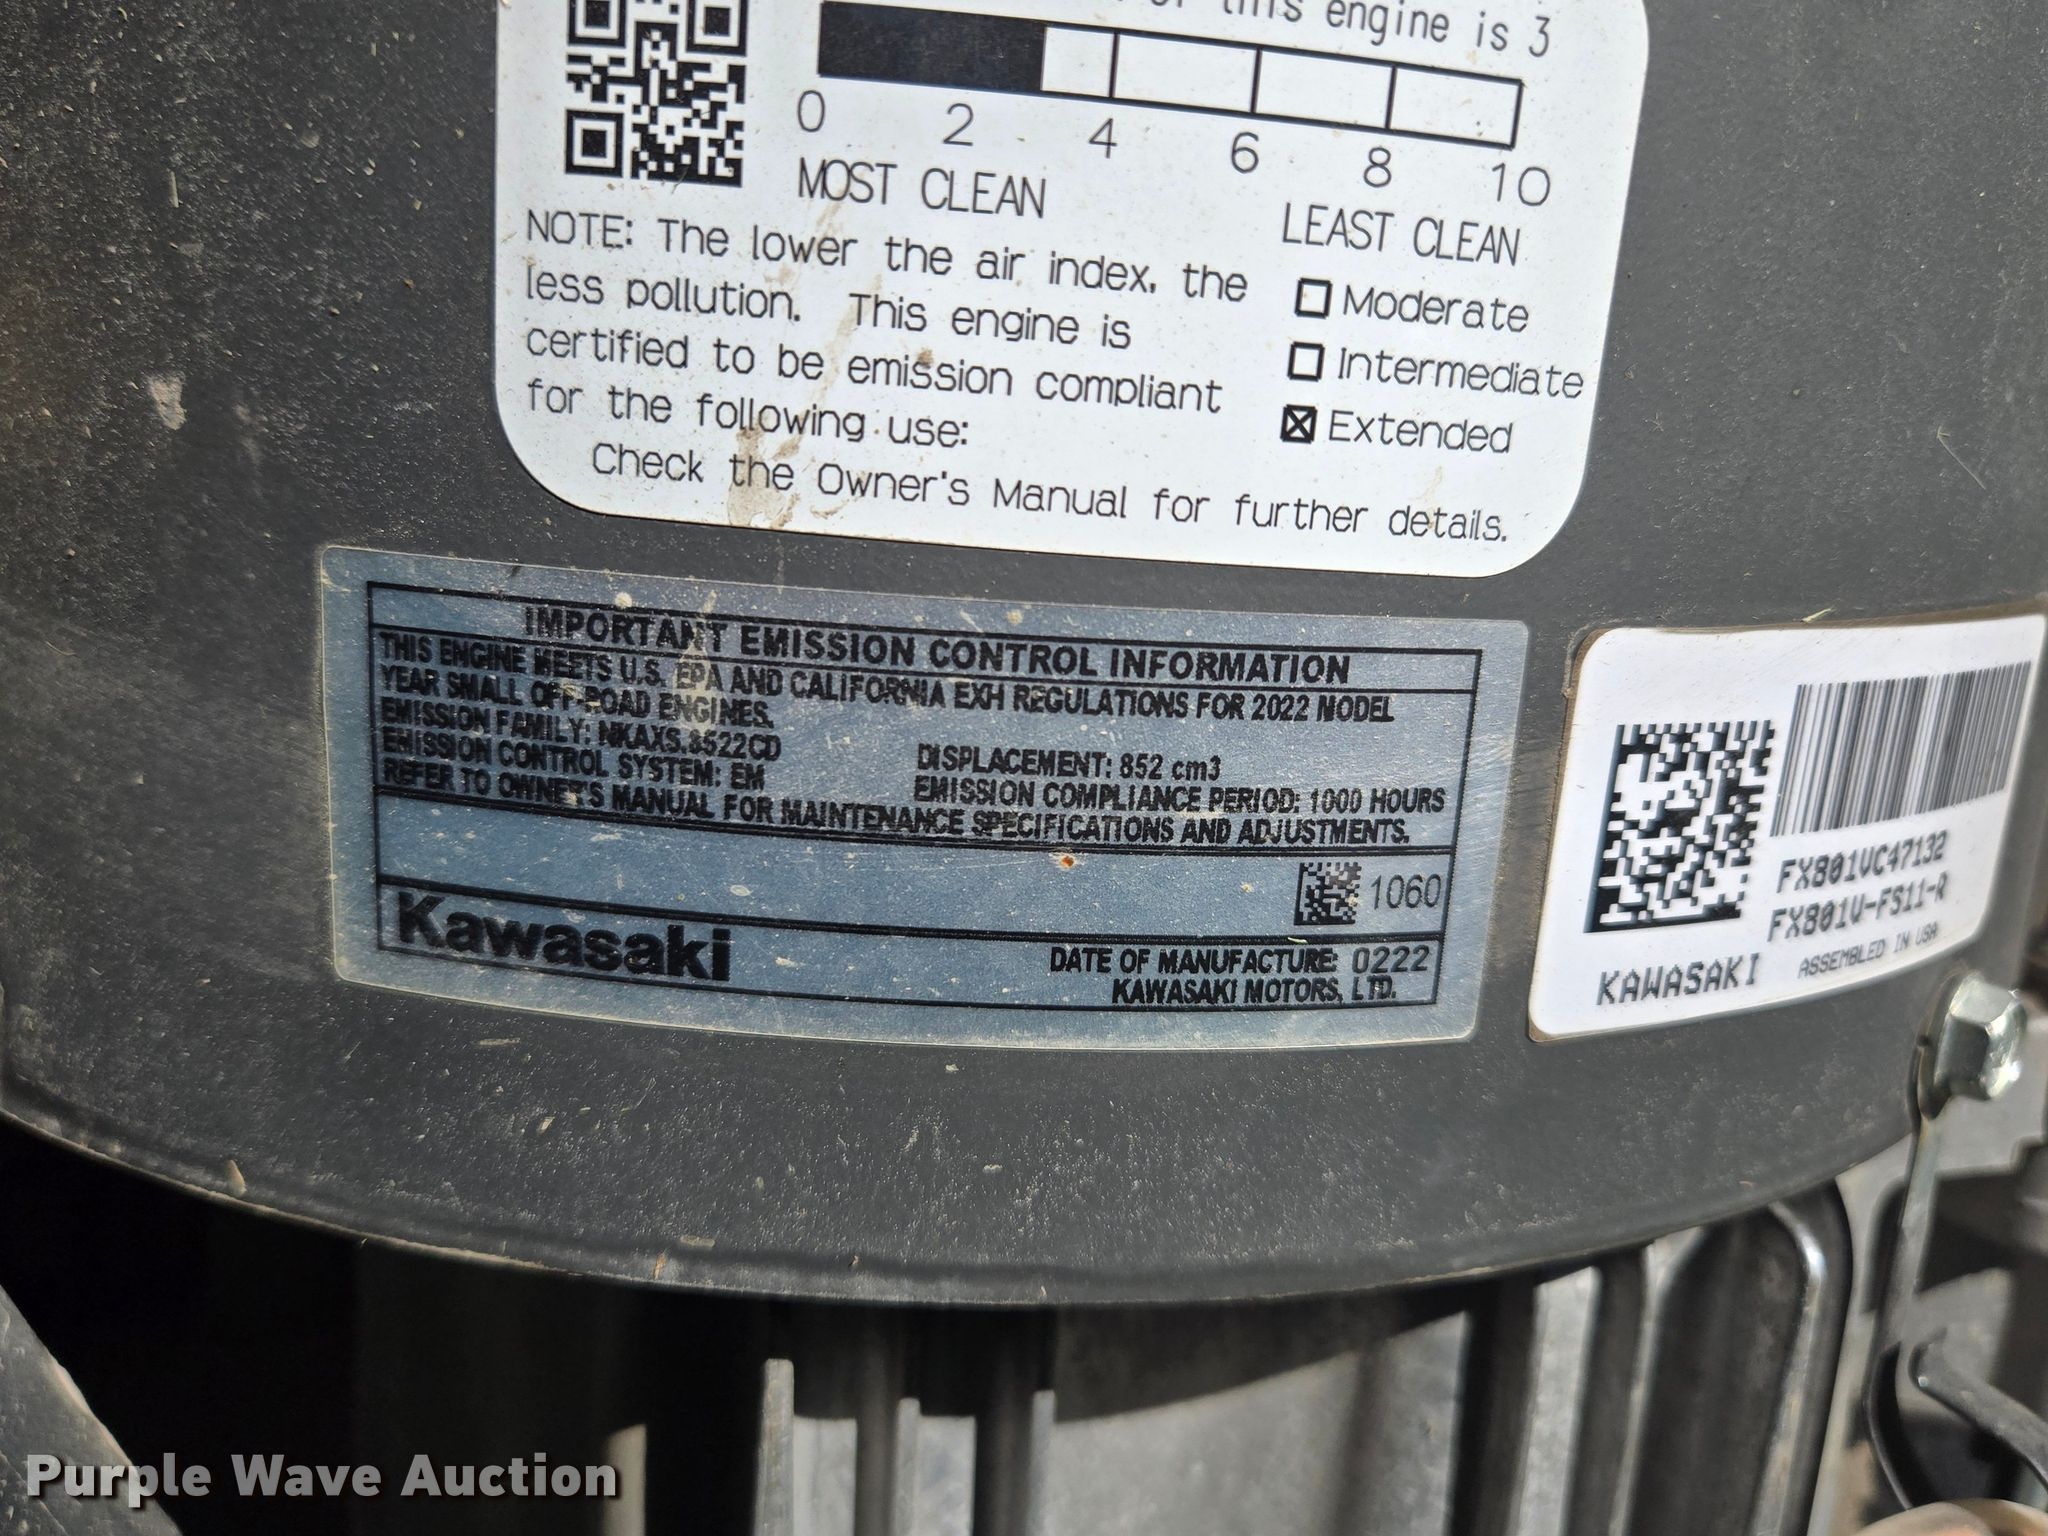 this engine is 3
0 2 4 6 8 10
MOST CLEAN
LEAST CLEAN
NOTE: The lower the air index, the
less pollution. This engine is
certified to be emission compliant
for the following use:
Moderate
Intermediate
Extended
Check the Owner's Manual for further details.
IMPORTANT EMISSION CONTROL INFORMATION
THIS ENGINE MEETS U.S. EPA AND CALIFORNIA EXH REGULATIONS FOR 2022 MODEL
YEAR SMALL OFF-ROAD ENGINES.
EMISSION FAMILY: NKAXS.8522CD
DISPLACEMENT: 852 cm3
EMISSION CONTROL SYSTEM: EM
EMISSION COMPLIANCE PERIOD: 1000 HOURS
REFER TO OWNER'S MANUAL FOR MAINTENANCE SPECIFICATIONS AND ADJUSTMENTS.
1060
Kawasaki
DATE OF MANUFACTURE: 0222
KAWASAKI MOTORS, LTD.
FX801VC47132
FX801V-FS11-R
KAWASAKI ASSEMBLED IN USA
Purple Wave Auction